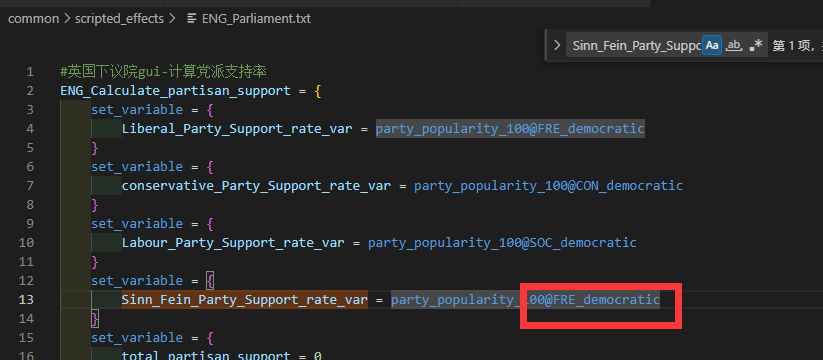 common > scripted_effects > ENG_Parliament.txt
Sinn_Fein_Party_Suppo Aa ab .* 第 1 项,
1 #英国下议院gui-计算党派支持率
2 ENG_Calculate_partisan_support = {
3 set_variable = {
4 Liberal_Party_Support_rate_var = party_popularity_100@FRE_democratic
5 }
6 set_variable = {
7 conservative_Party_Support_rate_var = party_popularity_100@CON_democratic
8 }
9 set_variable = {
10 Labour_Party_Support_rate_var = party_popularity_100@SOC_democratic
11 }
12 set_variable = {
13 Sinn_Fein_Party_Support_rate_var = party_popularity_100@FRE_democratic
14 }
15 set_variable = {
16 total_partisan_support = 0